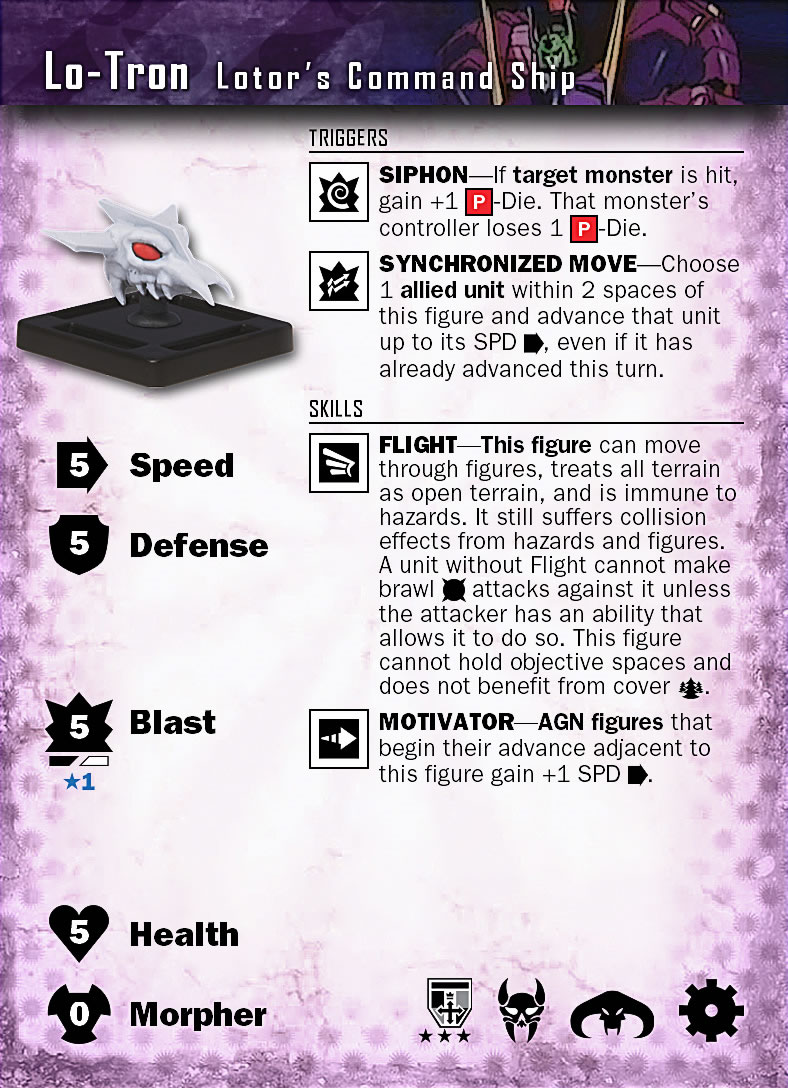 Lo-Tron Lotor's Command Ship
TRIGGERS
SIPHON—If target monster is hit,
gain +1 P-Die. That monster's
controller loses 1 P-Die.
SYNCHRONIZED MOVE—Choose
1 allied unit within 2 spaces of
this figure and advance that unit
up to its SPD , even if it has
already advanced this turn.
SKILLS
FLIGHT—This figure can move
through figures, treats all terrain
as open terrain, and is immune to
hazards. It still suffers collision
effects from hazards and figures.
A unit without Flight cannot make
brawl attacks against it unless
the attacker has an ability that
allows it to do so. This figure
cannot hold objective spaces and
does not benefit from cover .
MOTIVATOR—AGN figures that
begin their advance adjacent to
this figure gain +1 SPD .
5 Speed
5 Defense
5 Blast
★1
5 Health
0 Morpher
★★★